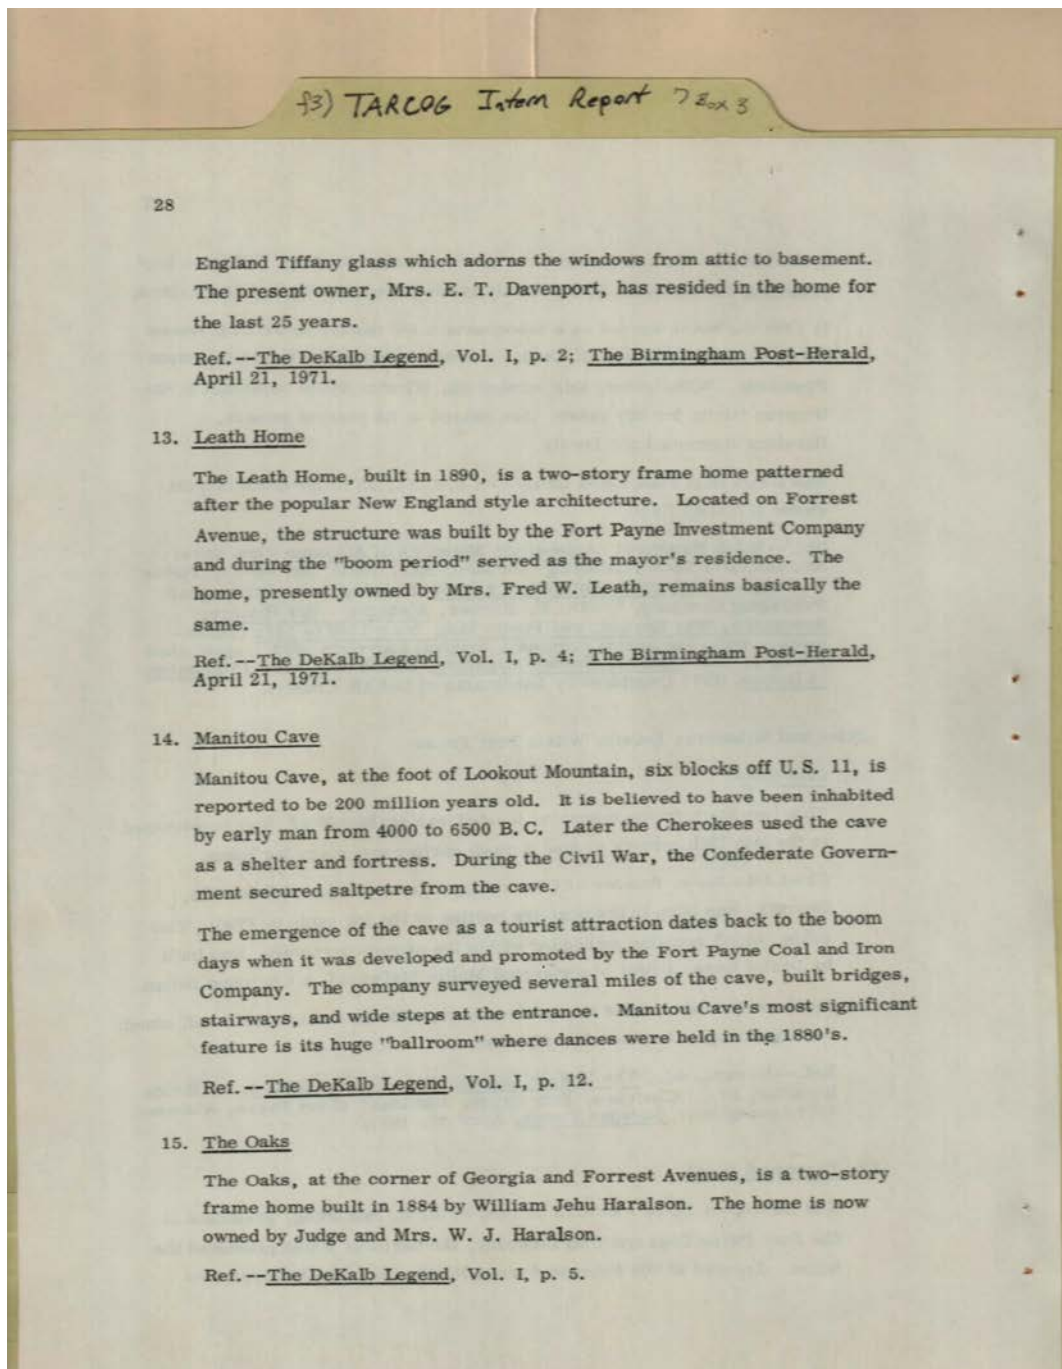 f3) TARCOG Intern Report 7 Box 3
28
England Tiffany glass which adorns the windows from attic to basement.
The present owner, Mrs. E. T. Davenport, has resided in the home for
the last 25 years.
Ref.--The DeKalb Legend, Vol. I, p. 2; The Birmingham Post-Herald,
April 21, 1971.
13. Leath Home
The Leath Home, built in 1890, is a two-story frame home patterned
after the popular New England style architecture. Located on Forrest
Avenue, the structure was built by the Fort Payne Investment Company
and during the "boom period" served as the mayor's residence. The
home, presently owned by Mrs. Fred W. Leath, remains basically the
same.
Ref.--The DeKalb Legend, Vol. I, p. 4; The Birmingham Post-Herald,
April 21, 1971.
14. Manitou Cave
Manitou Cave, at the foot of Lookout Mountain, six blocks off U.S. 11, is
reported to be 200 million years old. It is believed to have been inhabited
by early man from 4000 to 6500 B.C. Later the Cherokees used the cave
as a shelter and fortress. During the Civil War, the Confederate Govern-
ment secured saltpetre from the cave.
The emergence of the cave as a tourist attraction dates back to the boom
days when it was developed and promoted by the Fort Payne Coal and Iron
Company. The company surveyed several miles of the cave, built bridges,
stairways, and wide steps at the entrance. Manitou Cave's most significant
feature is its huge "ballroom" where dances were held in the 1880's.
Ref.--The DeKalb Legend, Vol. I, p. 12.
15. The Oaks
The Oaks, at the corner of Georgia and Forrest Avenues, is a two-story
frame home built in 1884 by William Jehu Haralson. The home is now
owned by Judge and Mrs. W. J. Haralson.
Ref.--The DeKalb Legend, Vol. I, p. 5.